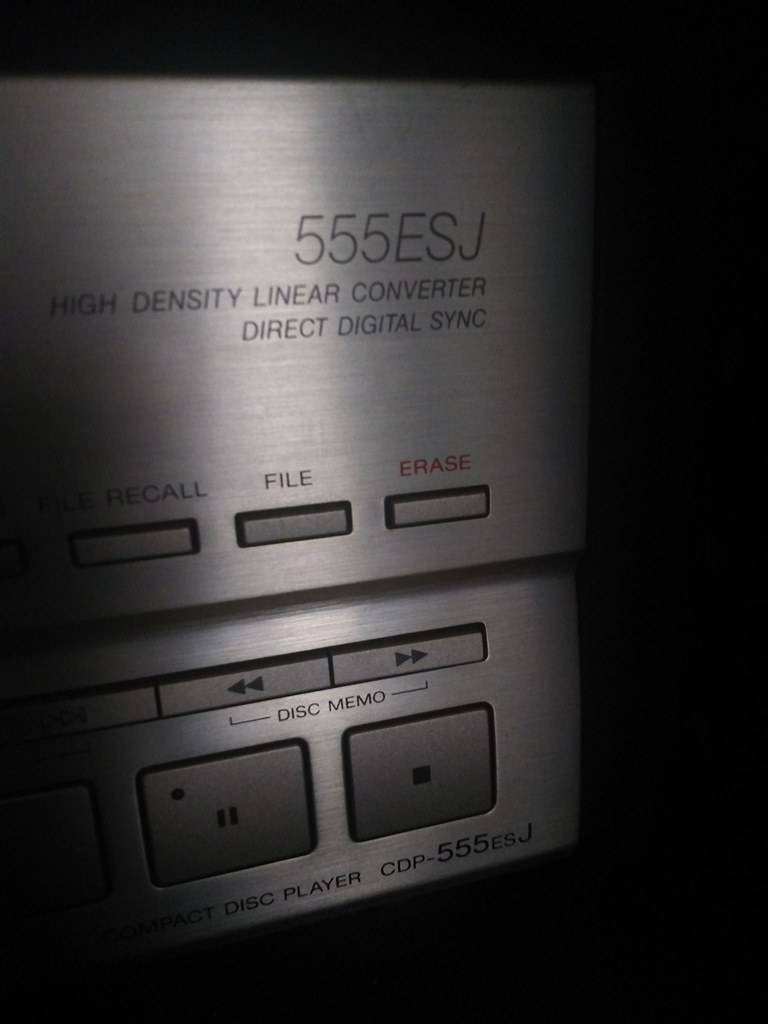 555ESJ
HIGH DENSITY LINEAR CONVERTER
DIRECT DIGITAL SYNC
FILE RECALL FILE ERASE
DISC MEMO
COMPACT DISC PLAYER CDP-555ESJ